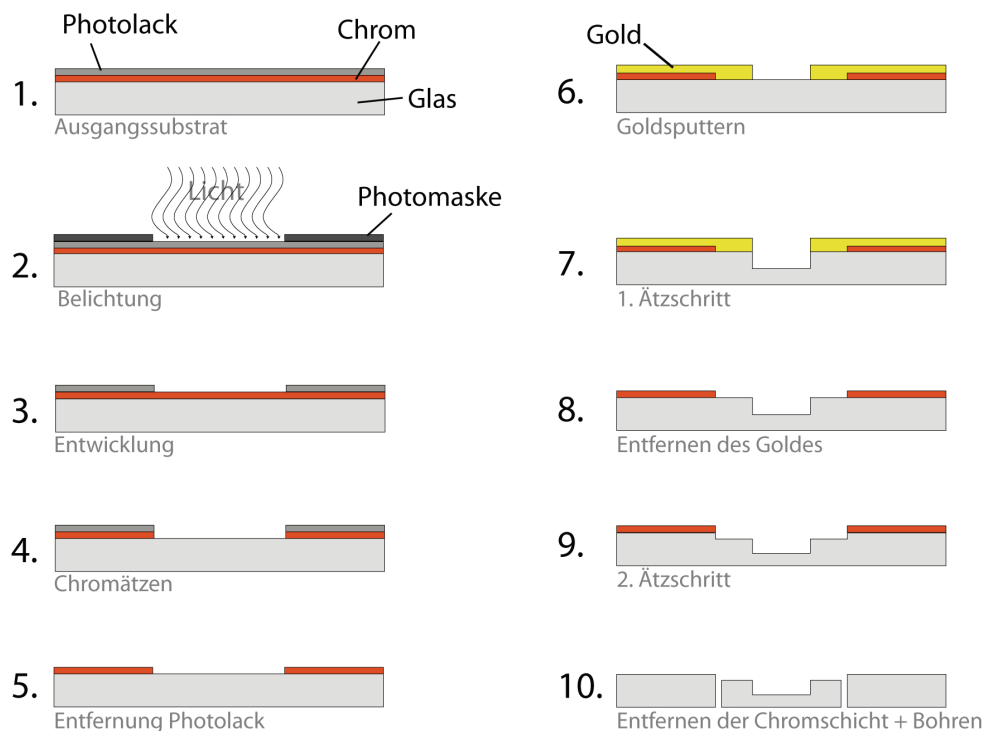 Photolack
Chrom
1.
Glas
Ausgangssubstrat
Licht
Photomaske
2.
Belichtung
3.
Entwicklung
4.
Chromätzen
5.
Entfernung Photolack
Gold
6.
Goldsputtern
7.
1. Ätzschritt
8.
Entfernen des Goldes
9.
2. Ätzschritt
10.
Entfernen der Chromschicht + Bohren